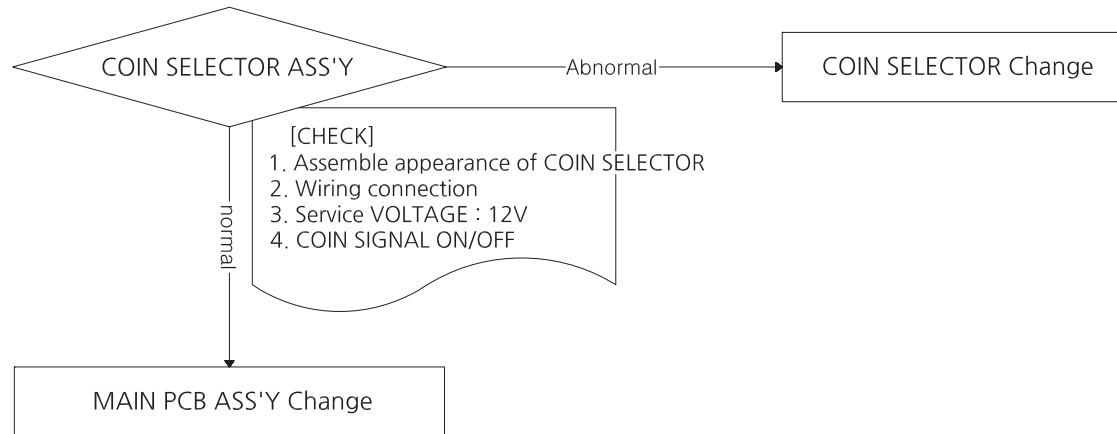 COIN SELECTOR ASS'Y
Abnormal
COIN SELECTOR Change
[CHECK]
1. Assemble appearance of COIN SELECTOR
2. Wiring connection
3. Service VOLTAGE : 12V
4. COIN SIGNAL ON/OFF
normal
MAIN PCB ASS'Y Change